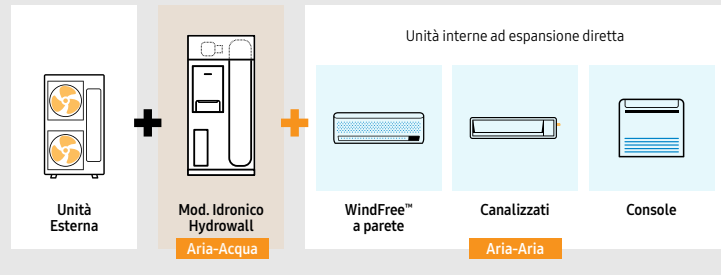 Unità interne ad espansione diretta
Unità
Esterna
Mod. Idronico
Hydrowall
Aria-Acqua
WindFree™
a parete
Canalizzati
Console
Aria-Aria